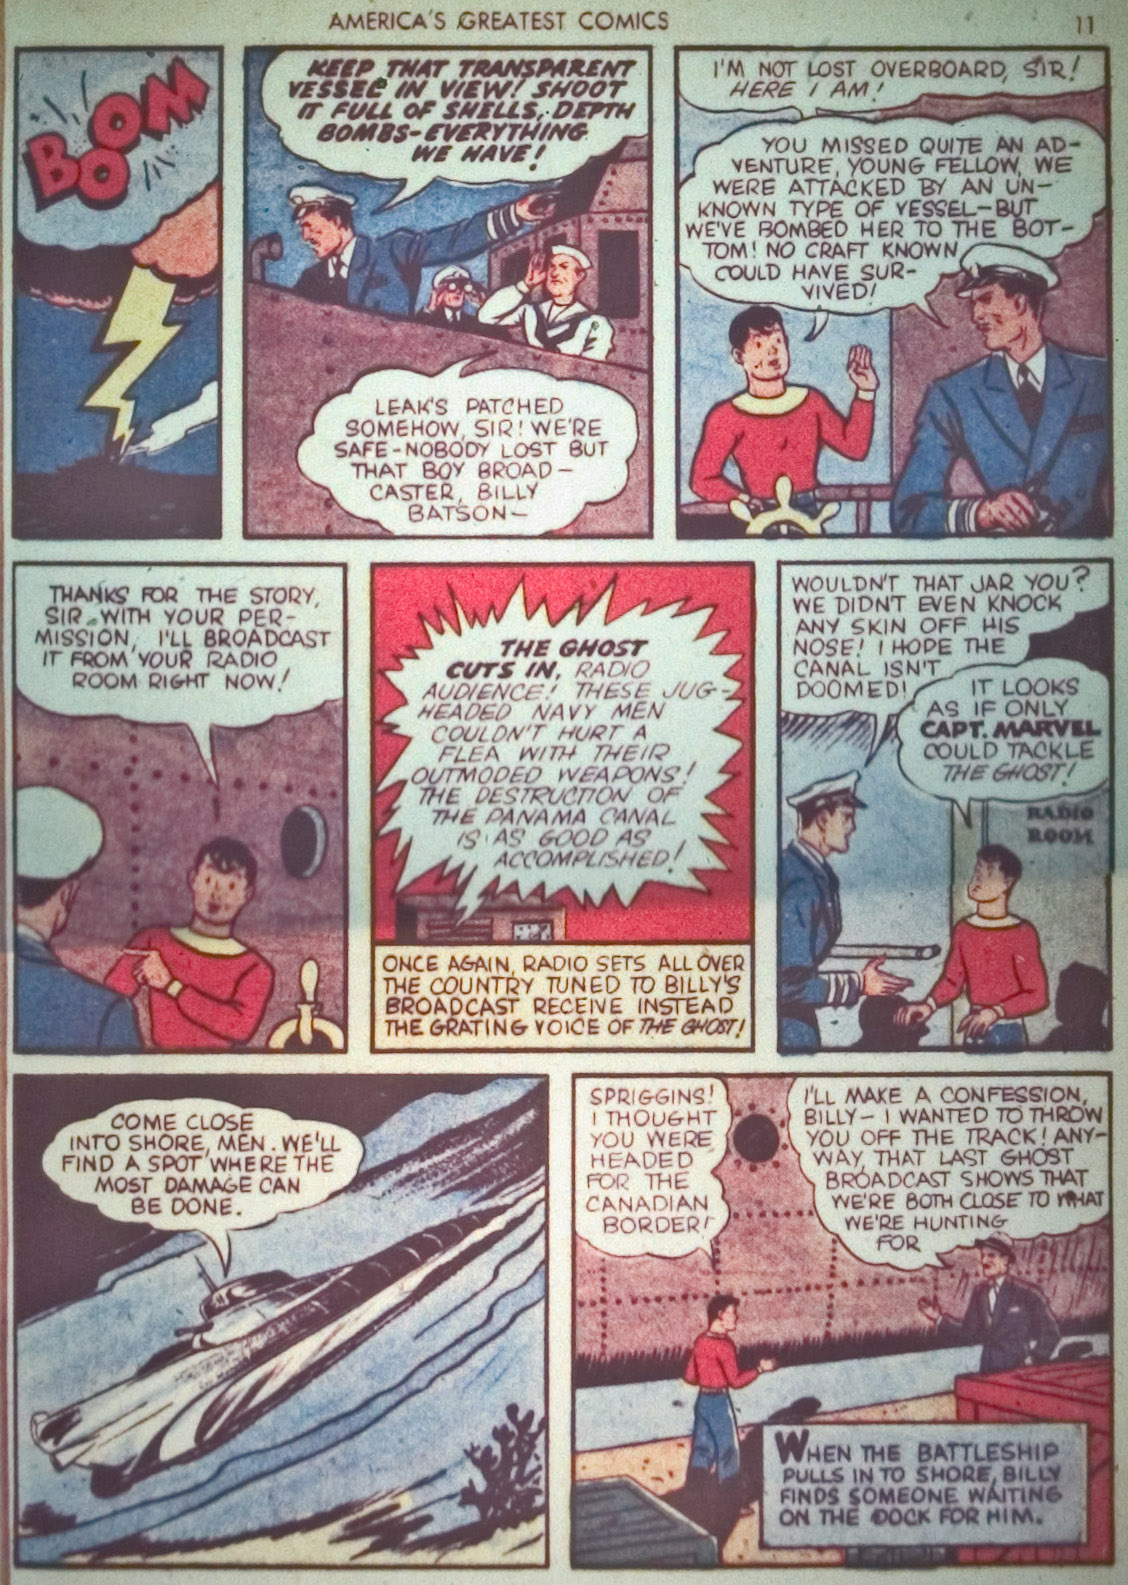 AMERICA'S GREATEST COMICS
11
BOOM
KEEP THAT TRANSPARENT
VESSEL IN VIEW! SHOOT
IT FULL OF SHELLS, DEPTH
BOMBS-EVERYTHING
WE HAVE!
LEAK'S PATCHED
SOMEHOW, SIR! WE'RE
SAFE-NOBODY LOST BUT
THAT BOY BROAD-
CASTER, BILLY
BATSON-
I'M NOT LOST OVERBOARD, SIR!
HERE I AM!
YOU MISSED QUITE AN AD-
VENTURE, YOUNG FELLOW, WE
WERE ATTACKED BY AN UN-
KNOWN TYPE OF VESSEL-BUT
WE'VE BOMBED HER TO THE BOT-
TOM! NO CRAFT KNOWN
COULD HAVE SUR-
VIVED!
THANKS FOR THE STORY,
SIR. WITH YOUR PER-
MISSION, I'LL BROADCAST
IT FROM YOUR RADIO
ROOM RIGHT NOW!
THE GHOST
CUTS IN, RADIO
AUDIENCE! THESE JUG-
HEADED NAVY MEN
COULDN'T HURT A
FLEA WITH THEIR
OUTMODED WEAPONS!
THE DESTRUCTION OF
THE PANAMA CANAL
IS AS GOOD AS
ACCOMPLISHED!
ONCE AGAIN, RADIO SETS ALL OVER
THE COUNTRY TUNED TO BILLY'S
BROADCAST RECEIVE INSTEAD
THE GRATING VOICE OF THE GHOST!
WOULDN'T THAT JAR YOU?
WE DIDN'T EVEN KNOCK
ANY SKIN OFF HIS
NOSE! I HOPE THE
CANAL ISN'T
DOOMED!
IT LOOKS
AS IF ONLY
CAPT. MARVEL
COULD TACKLE
THE GHOST!
RADIO
ROOM
COME CLOSE
INTO SHORE, MEN. WE'LL
FIND A SPOT WHERE THE
MOST DAMAGE CAN
BE DONE.
SPRIGGINS!
I THOUGHT
YOU WERE
HEADED
FOR THE
CANADIAN
BORDER!
I'LL MAKE A CONFESSION,
BILLY- I WANTED TO THROW
YOU OFF THE TRACK! ANY-
WAY, THAT LAST GHOST
BROADCAST SHOWS THAT
WE'RE BOTH CLOSE TO WHAT
WE'RE HUNTING
FOR
WHEN THE BATTLESHIP
PULLS IN TO SHORE, BILLY
FINDS SOMEONE WAITING
ON THE DOCK FOR HIM.